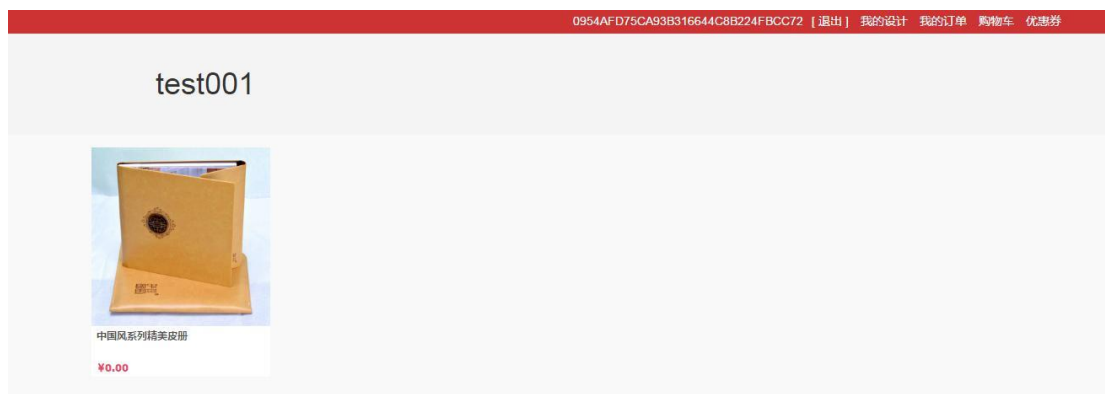 0954AFD75CA93B316644C8B224FBCC72 [ 退出 ] 我的设计 我的订单 购物车 优惠券
test001
中国风系列精美皮册
¥0.00